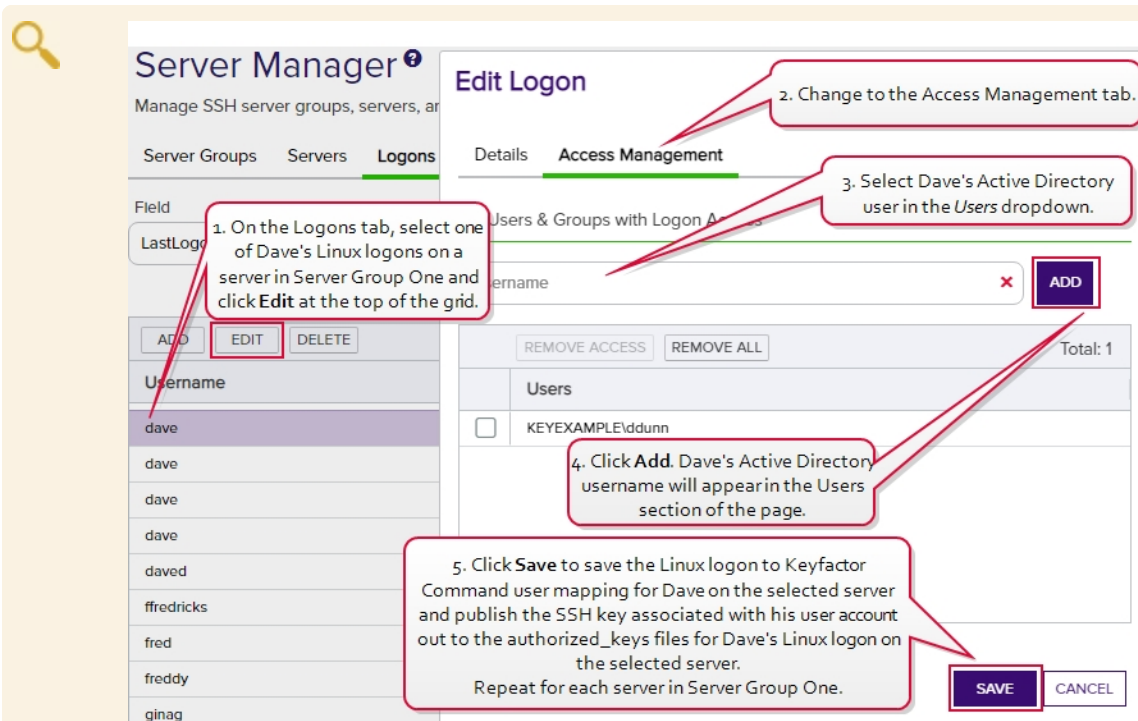 Server Manager ?
Manage SSH server groups, servers, ar
Server Groups Servers Logons
Field
LastLogo
ADD EDIT DELETE
Username
dave
dave
dave
dave
daved
ffredricks
fred
freddy
ginag
1. On the Logons tab, select one
of Dave's Linux logons on a
server in Server Group One and
click Edit at the top of the grid.
Edit Logon
2. Change to the Access Management tab.
Details Access Management
3. Select Dave's Active Directory
user in the Users dropdown.
Users & Groups with Logon Access
ername × ADD
REMOVE ACCESS REMOVE ALL Total: 1
Users
KEYEXAMPLE\ddunn
4. Click Add. Dave's Active Directory
username will appear in the Users
section of the page.
5. Click Save to save the Linux logon to Keyfactor
Command user mapping for Dave on the selected server
and publish the SSH key associated with his user account
out to the authorized_keys files for Dave's Linux logon on
the selected server.
Repeat for each server in Server Group One.
SAVE CANCEL